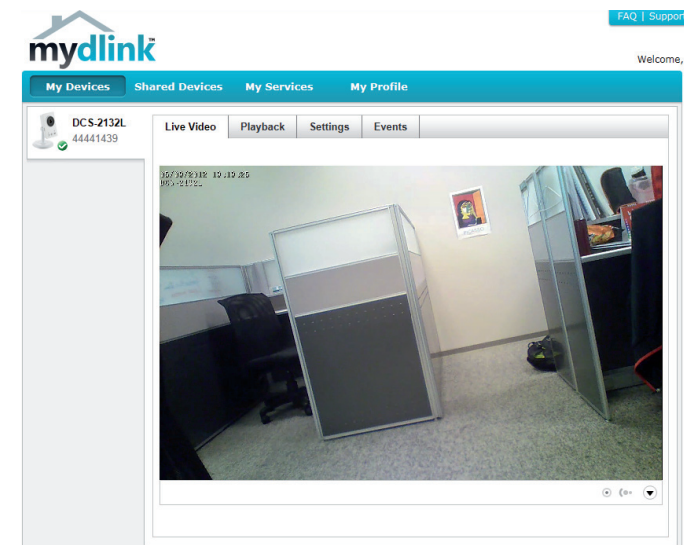 FAQ | Suppor
mydlink™
Welcome,
My Devices Shared Devices My Services My Profile
DCS-2132L
44441439
Live Video Playback Settings Events